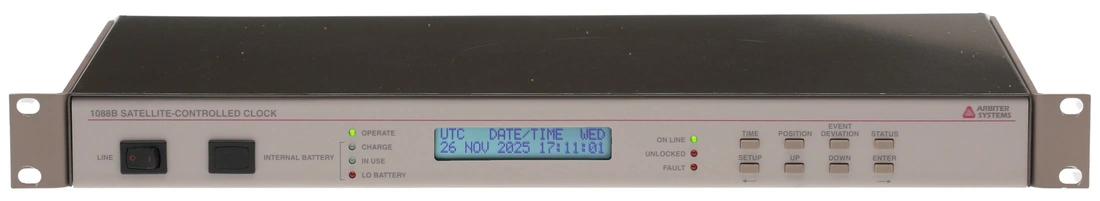 1088B SATELLITE-CONTROLLED CLOCK
ARBITER
SYSTEMS
LINE
INTERNAL BATTERY
OPERATE
CHARGE
IN USE
LO BATTERY
UTC DATE/TIME WED
26 NOV 2025 17:11:01
ON LINE
UNLOCKED
FAULT
TIME
POSITION
EVENT
DEVIATION
STATUS
SETUP
UP
DOWN
ENTER